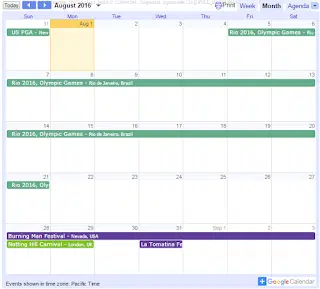 Today August 2016 Print Week Month Agenda
Sun Mon Tue Wed Thu Fri Sat
31 Aug 1 2 3 4 5 6
US PGA - New Rio 2016, Olympic Games - Rio
7 8 9 10 11 12 13
Rio 2016, Olympic Games - Rio de Janeiro, Brazil
14 15 16 17 18 19 20
Rio 2016, Olympic Games - Rio de Janeiro, Brazil
21 22 23 24 25 26 27
Rio 2016, Oly
28 29 30 31 Sep 1 2 3
Burning Man Festival - Nevada, USA
Notting Hill Carnival - London, UK La Tomatina Fe
Events shown in time zone: Pacific Time
Google Calendar